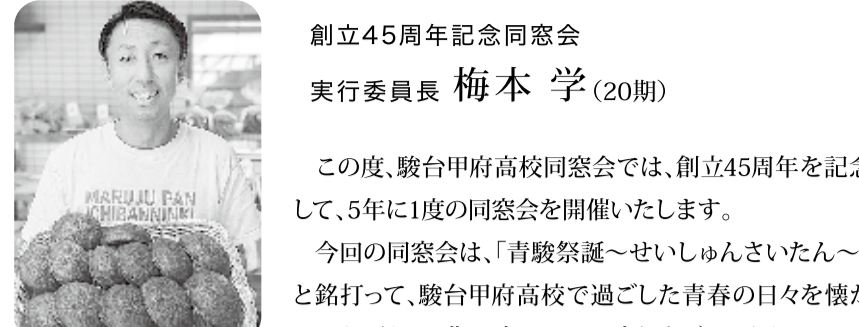 創立45周年記念同窓会
実行委員長 梅本 学（20期）
MARUJU PAN
ICHIBANNINKI
この度、駿台甲府高校同窓会では、創立45周年を記念
して、5年に1度の同窓会を開催いたします。
今回の同窓会は、「青駿祭誕～せいしゅんさいたん～
と銘打って、駿台甲府高校で過ごした青春の日々を懐か